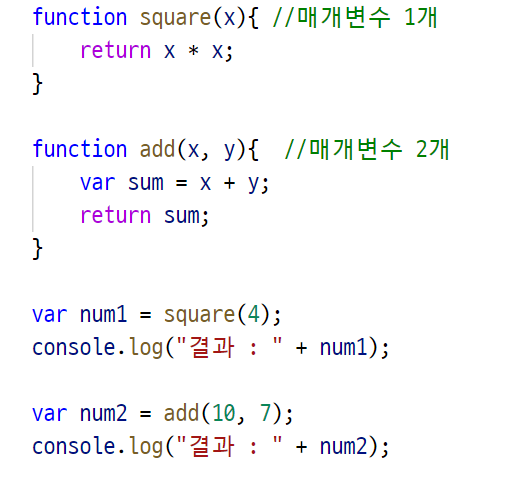 function square(x){ //매개변수 1개
    return x * x;
}
function add(x, y){  //매개변수 2개
    var sum = x + y;
    return sum;
}
var num1 = square(4);
console.log("결과 : " + num1);
var num2 = add(10, 7);
console.log("결과 : " + num2);